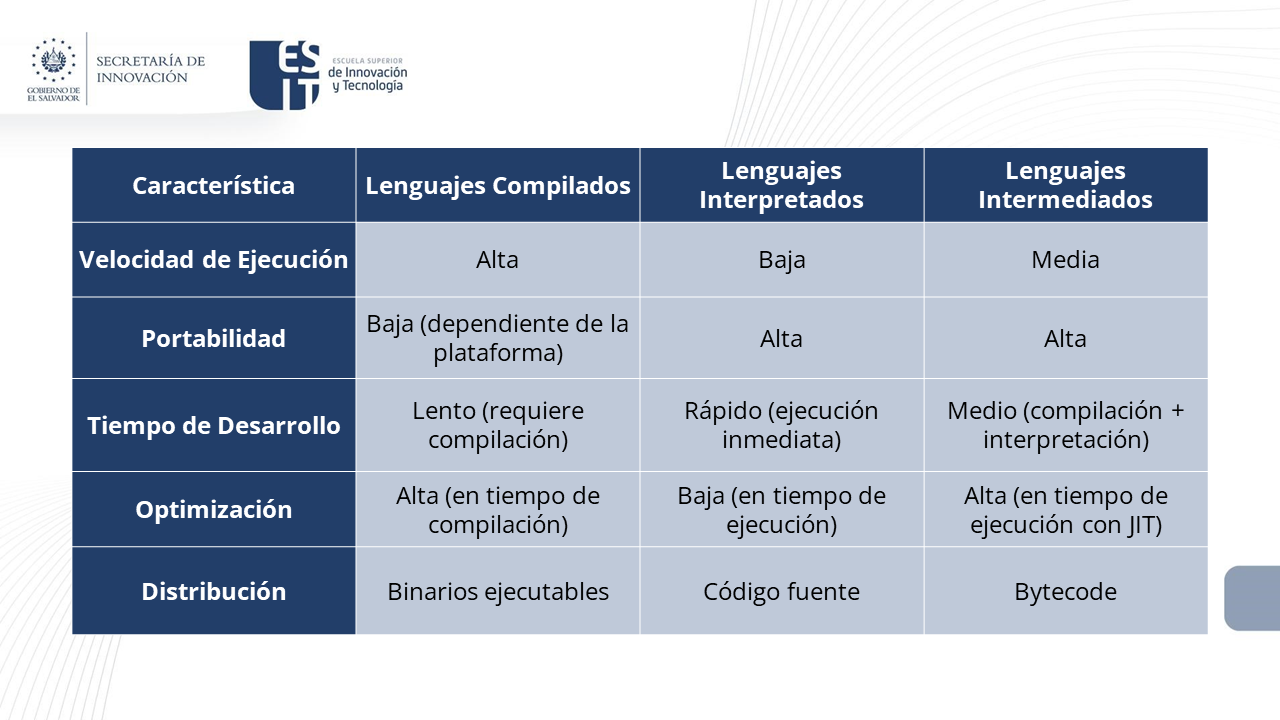 GOBIERNO DE
EL SALVADOR
SECRETARÍA DE
INNOVACIÓN
ES
IT
ESCUELA SUPERIOR
de Innovación
y Tecnología
Característica
Lenguajes Compilados
Lenguajes
Interpretados
Lenguajes
Intermediados
Velocidad de Ejecución
Alta
Baja
Media
Portabilidad
Baja (dependiente de la
plataforma)
Alta
Alta
Tiempo de Desarrollo
Lento (requiere
compilación)
Rápido (ejecución
inmediata)
Medio (compilación +
interpretación)
Optimización
Alta (en tiempo de
compilación)
Baja (en tiempo de
ejecución)
Alta (en tiempo de
ejecución con JIT)
Distribución
Binarios ejecutables
Código fuente
Bytecode